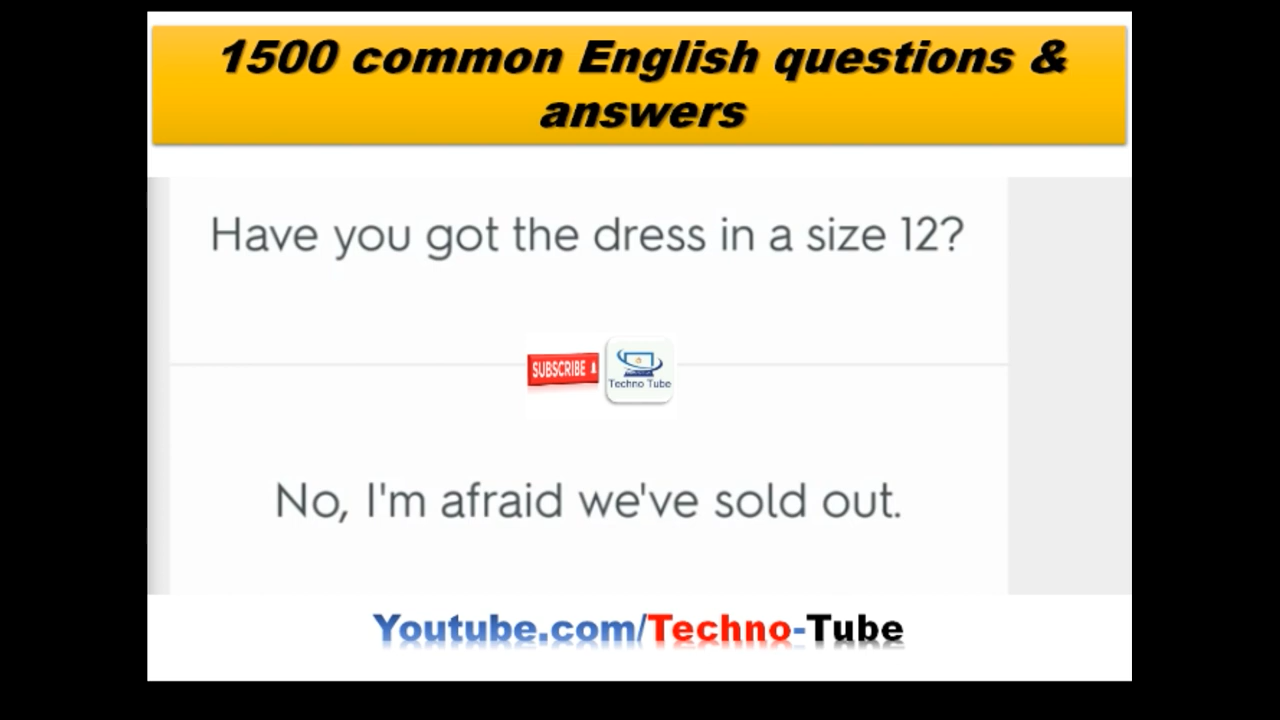 1500 common English questions &
answers
Have you got the dress in a size 12?
SUBSCRIBE
Techno Tube
No, I'm afraid we've sold out.
Youtube.com/Techno-Tube